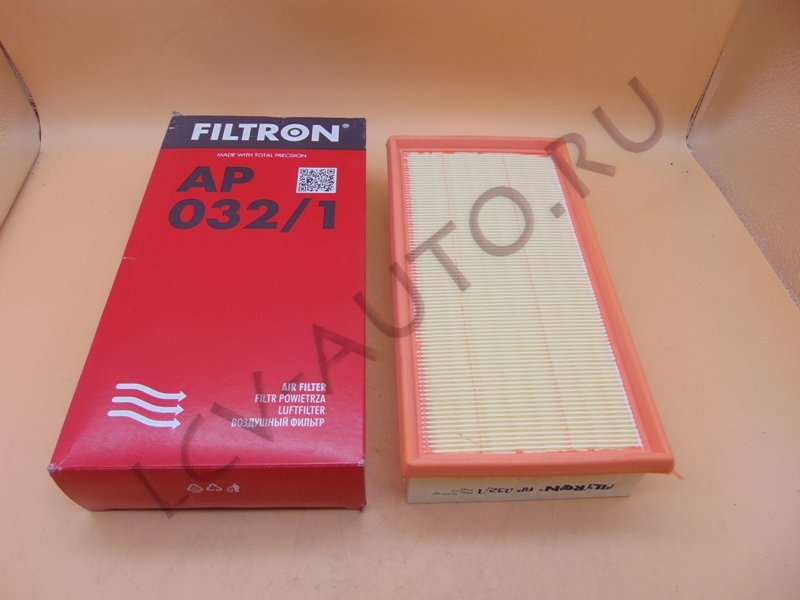 FILTRON®
MADE WITH TOTAL PRECISION
AP
032/1
AIR FILTER
FILTR POWIETRZA
LUFTFILTER
ВОЗДУШНЫЙ ФИЛЬТР
FILTRON® AP 032/1
LCV-AUTO.RU